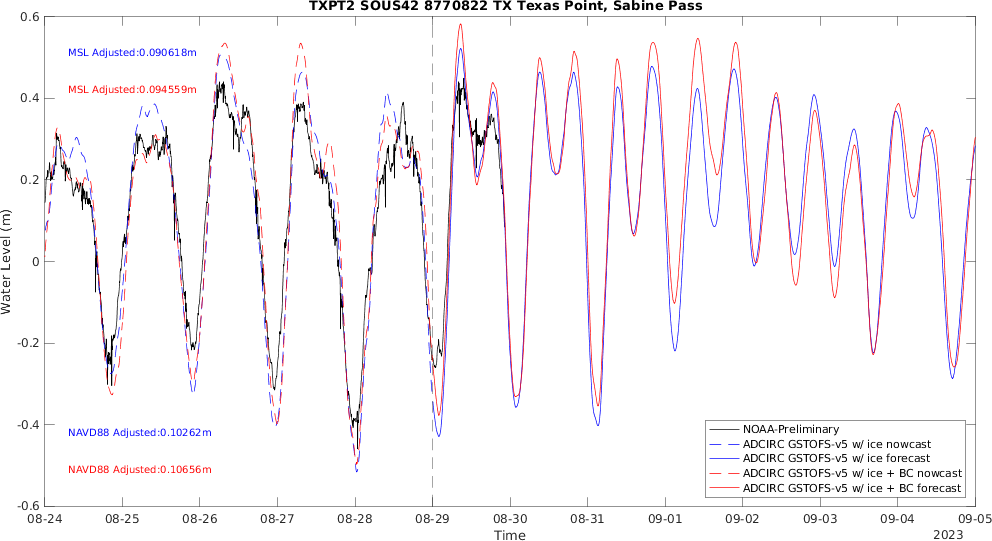 TXPT2 SOUS42 8770822 TX Texas Point, Sabine Pass
0.6
0.4
0.2
0
-0.2
-0.4
-0.6
Water Level (m)
MSL Adjusted:0.090618m
MSL Adjusted:0.094559m
NAVD88 Adjusted:0.10262m
NAVD88 Adjusted:0.10656m
NOAA-Preliminary
ADCIRC GSTOFS-v5 w/ ice nowcast
ADCIRC GSTOFS-v5 w/ ice forecast
ADCIRC GSTOFS-v5 w/ ice + BC nowcast
ADCIRC GSTOFS-v5 w/ ice + BC forecast
08-24 08-25 08-26 08-27 08-28 08-29 08-30 08-31 09-01 09-02 09-03 09-04 09-05
Time
2023